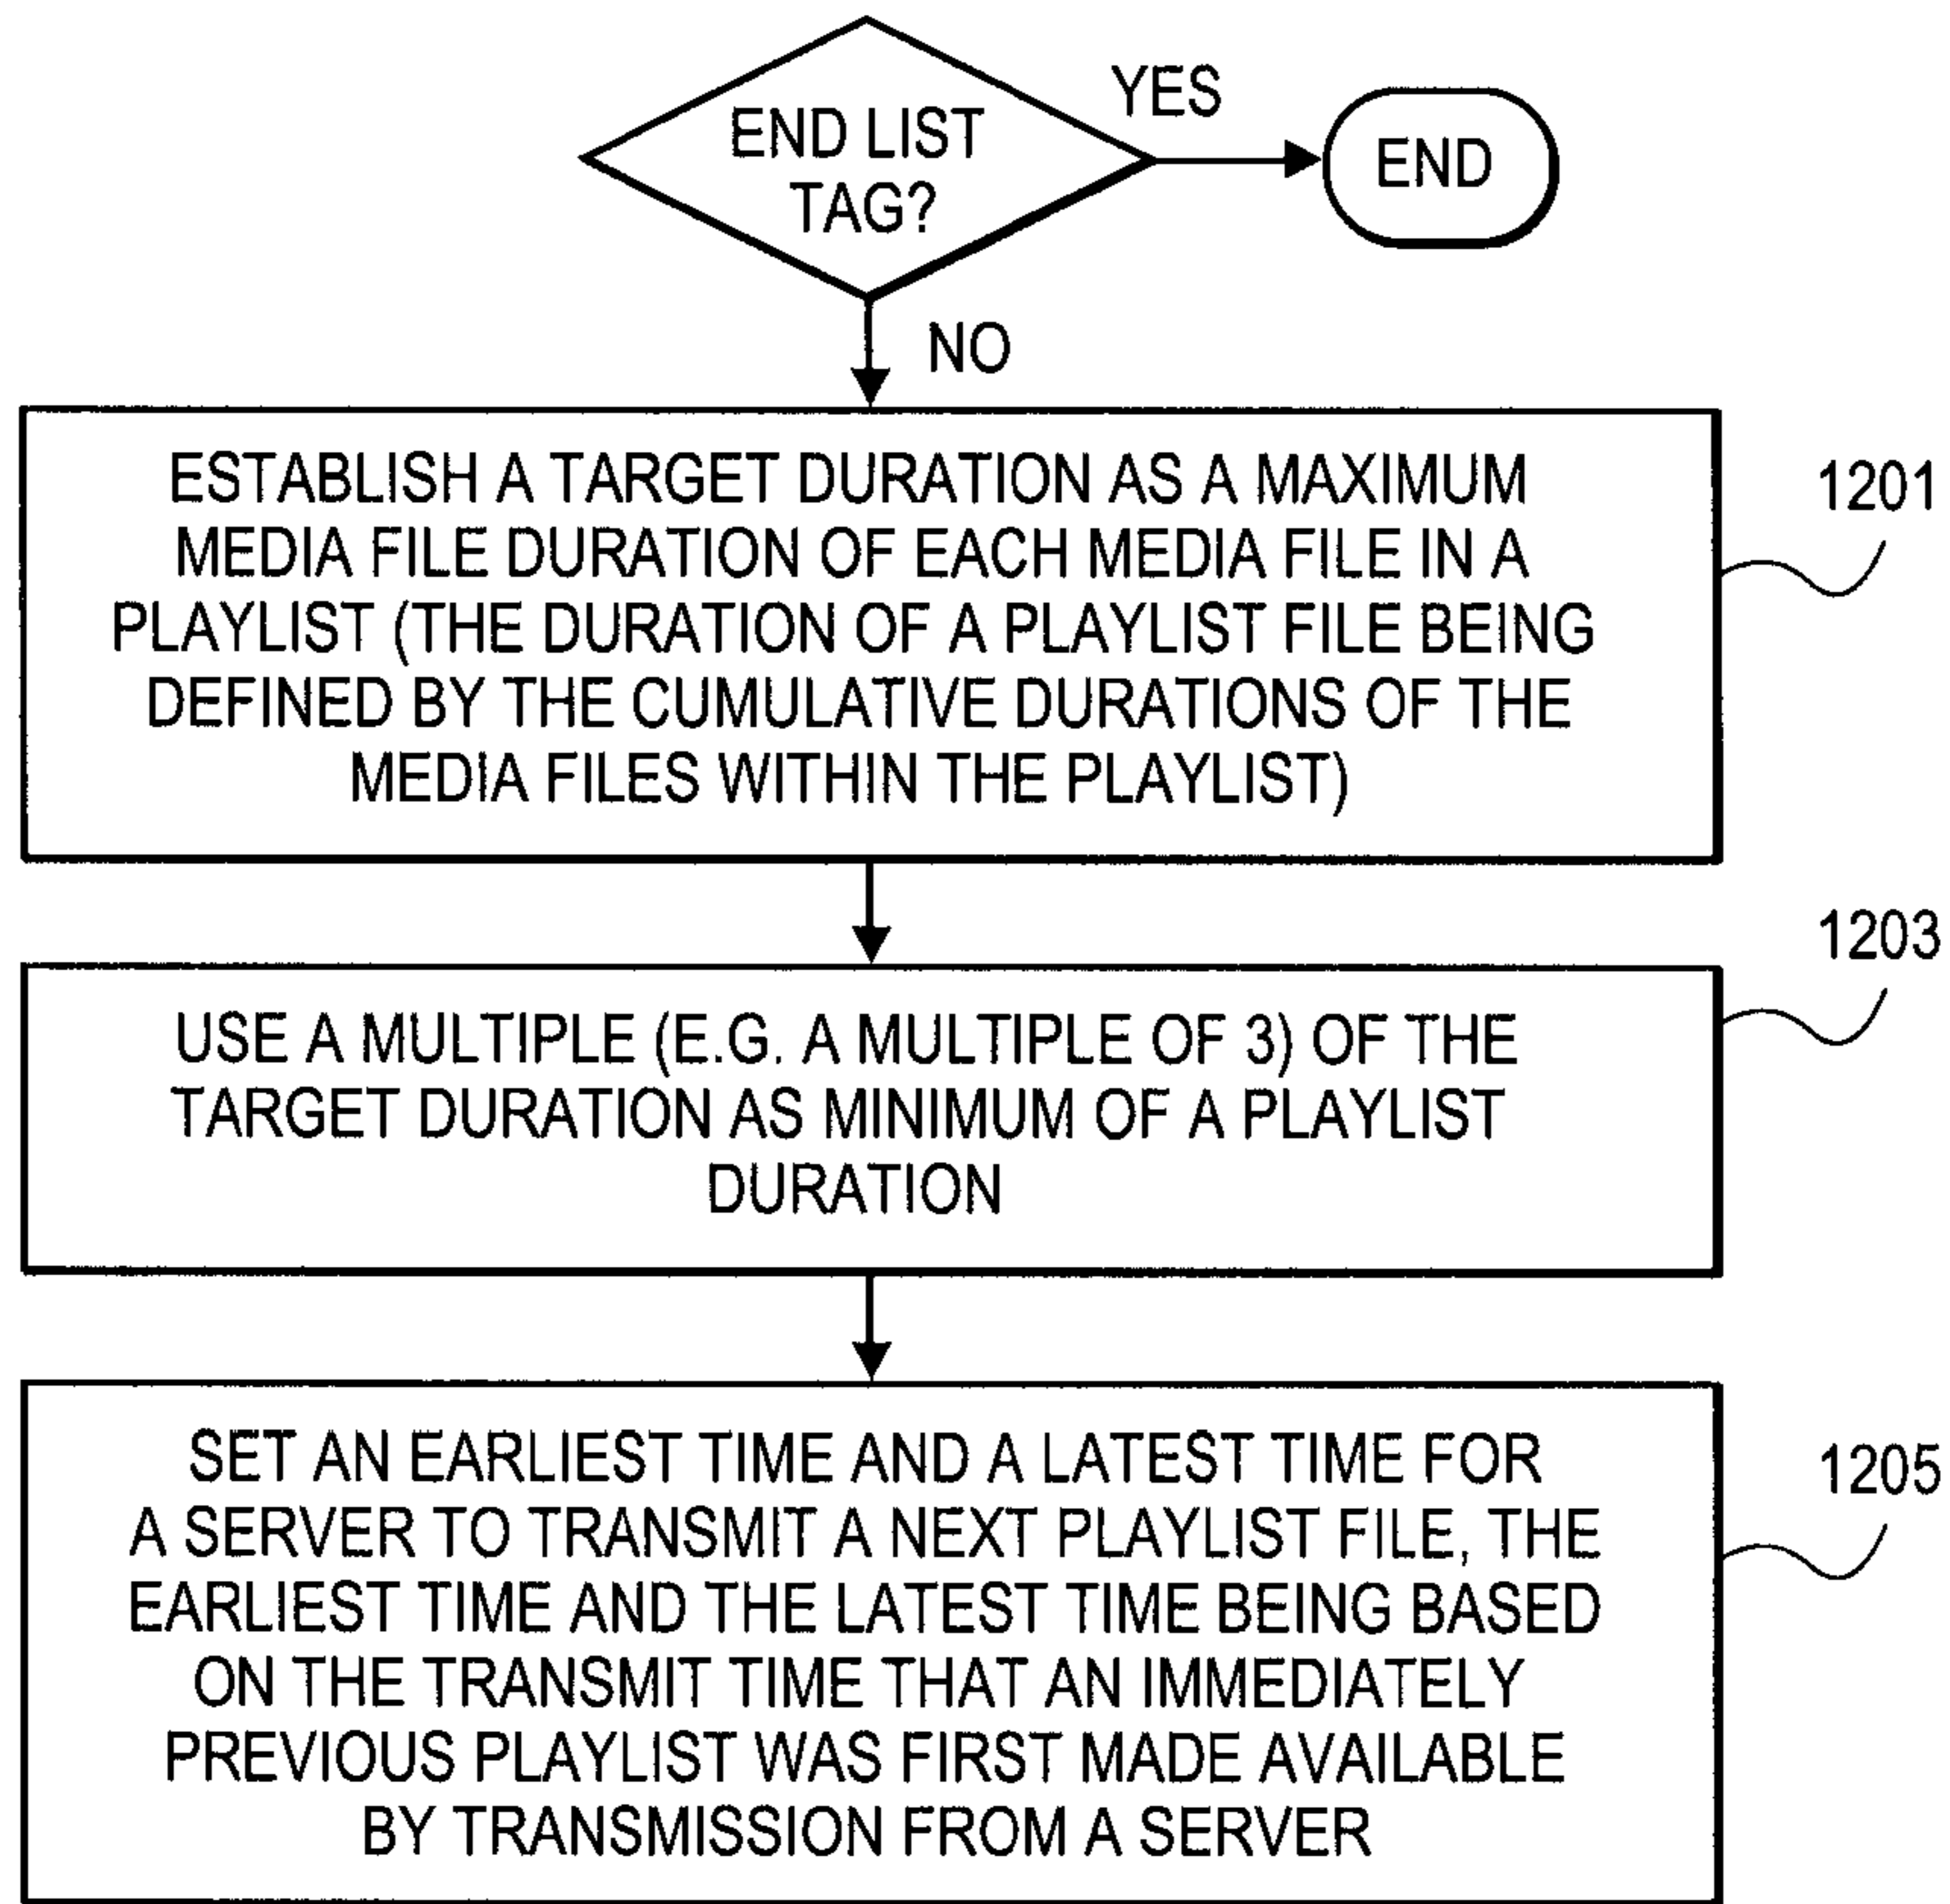 END LIST
TAG?
YES
END
NO
ESTABLISH A TARGET DURATION AS A MAXIMUM
MEDIA FILE DURATION OF EACH MEDIA FILE IN A
PLAYLIST (THE DURATION OF A PLAYLIST FILE BEING
DEFINED BY THE CUMULATIVE DURATIONS OF THE
MEDIA FILES WITHIN THE PLAYLIST)
1201
USE A MULTIPLE (E.G. A MULTIPLE OF 3) OF THE
TARGET DURATION AS MINIMUM OF A PLAYLIST
DURATION
1203
SET AN EARLIEST TIME AND A LATEST TIME FOR
A SERVER TO TRANSMIT A NEXT PLAYLIST FILE, THE
EARLIEST TIME AND THE LATEST TIME BEING BASED
ON THE TRANSMIT TIME THAT AN IMMEDIATELY
PREVIOUS PLAYLIST WAS FIRST MADE AVAILABLE
BY TRANSMISSION FROM A SERVER
1205